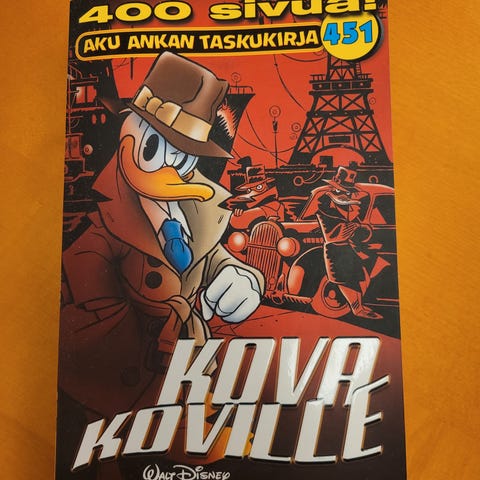 400 sivua!
AKU ANKAN TASKUKIRJA 451
KOVA
KOVILLE
WALT DISNEY